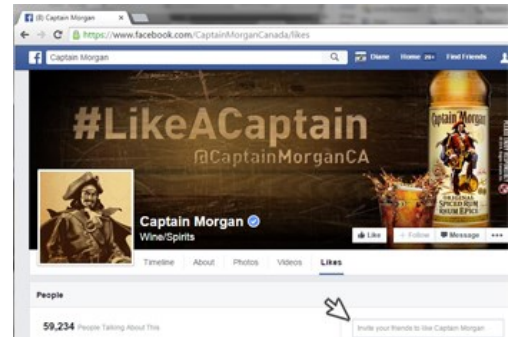 (8) Captain Morgan
https://www.facebook.com/CaptainMorganCanada/likes
Captain Morgan
Diane Home 20+ Find Friends
#LikeACaptain
@CaptainMorganCA
Captain Morgan
ORIGINAL
SPICED RUM
RHUM ÉPICÉ
Captain Morgan
Wine/Spirits
Like + Follow Message
Timeline About Photos Videos Likes
People
59,234 People Talking About This
Invite your friends to like Captain Morgan